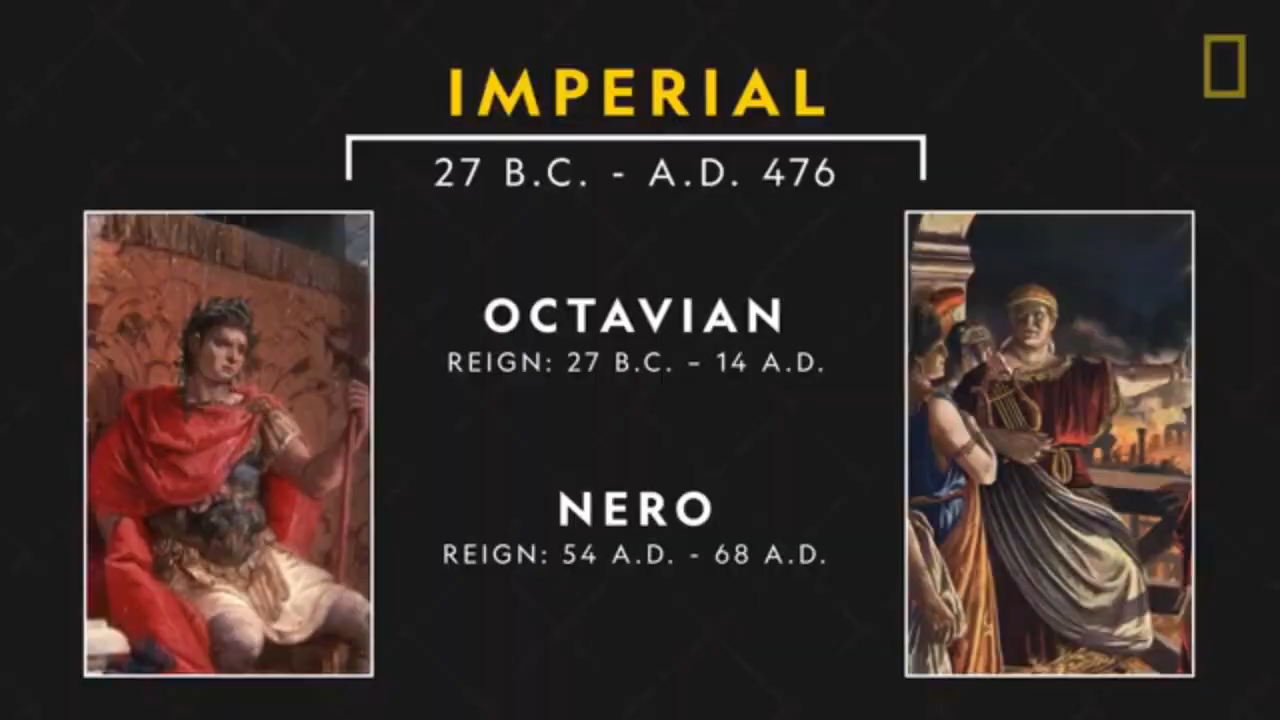 IMPERIAL
27 B.C. - A.D. 476
OCTAVIAN
REIGN: 27 B.C. – 14 A.D.
NERO
REIGN: 54 A.D. - 68 A.D.